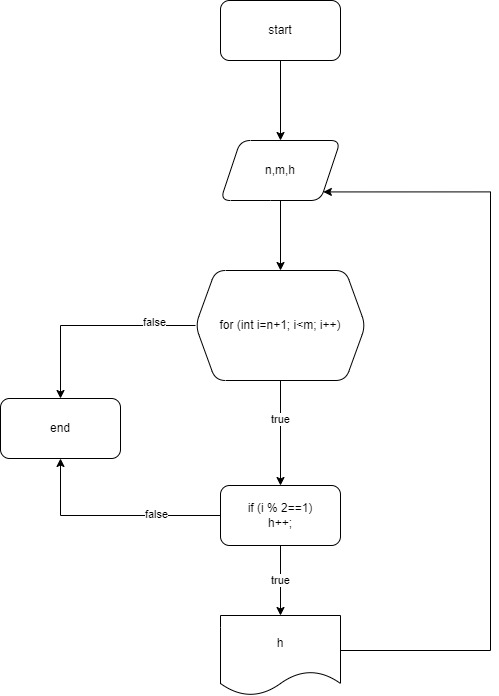 start
n,m,h
for (int i=n+1; i<m; i++)
false
end
true
if (i % 2==1)
h++;
false
true
h